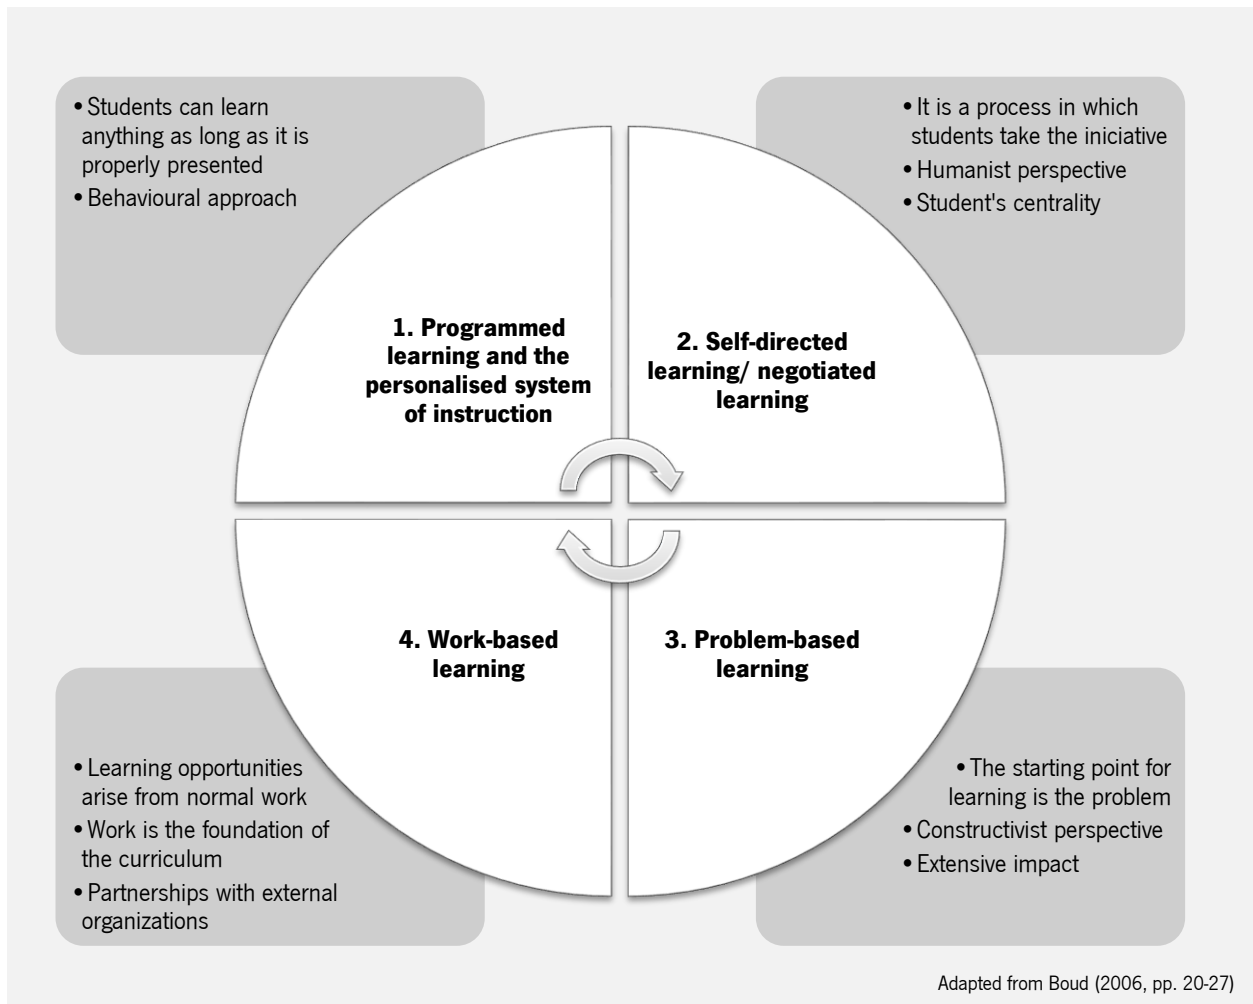 • Students can learn
anything as long as it is
properly presented
• Behavioural approach
• It is a process in which
students take the iniciative
• Humanist perspective
• Student's centrality
1. Programmed
learning and the
personalised system
of instruction
2. Self-directed
learning/ negotiated
learning
4. Work-based
learning
3. Problem-based
learning
• Learning opportunities
arise from normal work
• Work is the foundation of
the curriculum
• Partnerships with external
organizations
• The starting point for
learning is the problem
• Constructivist perspective
• Extensive impact
Adapted from Boud (2006, pp. 20-27)